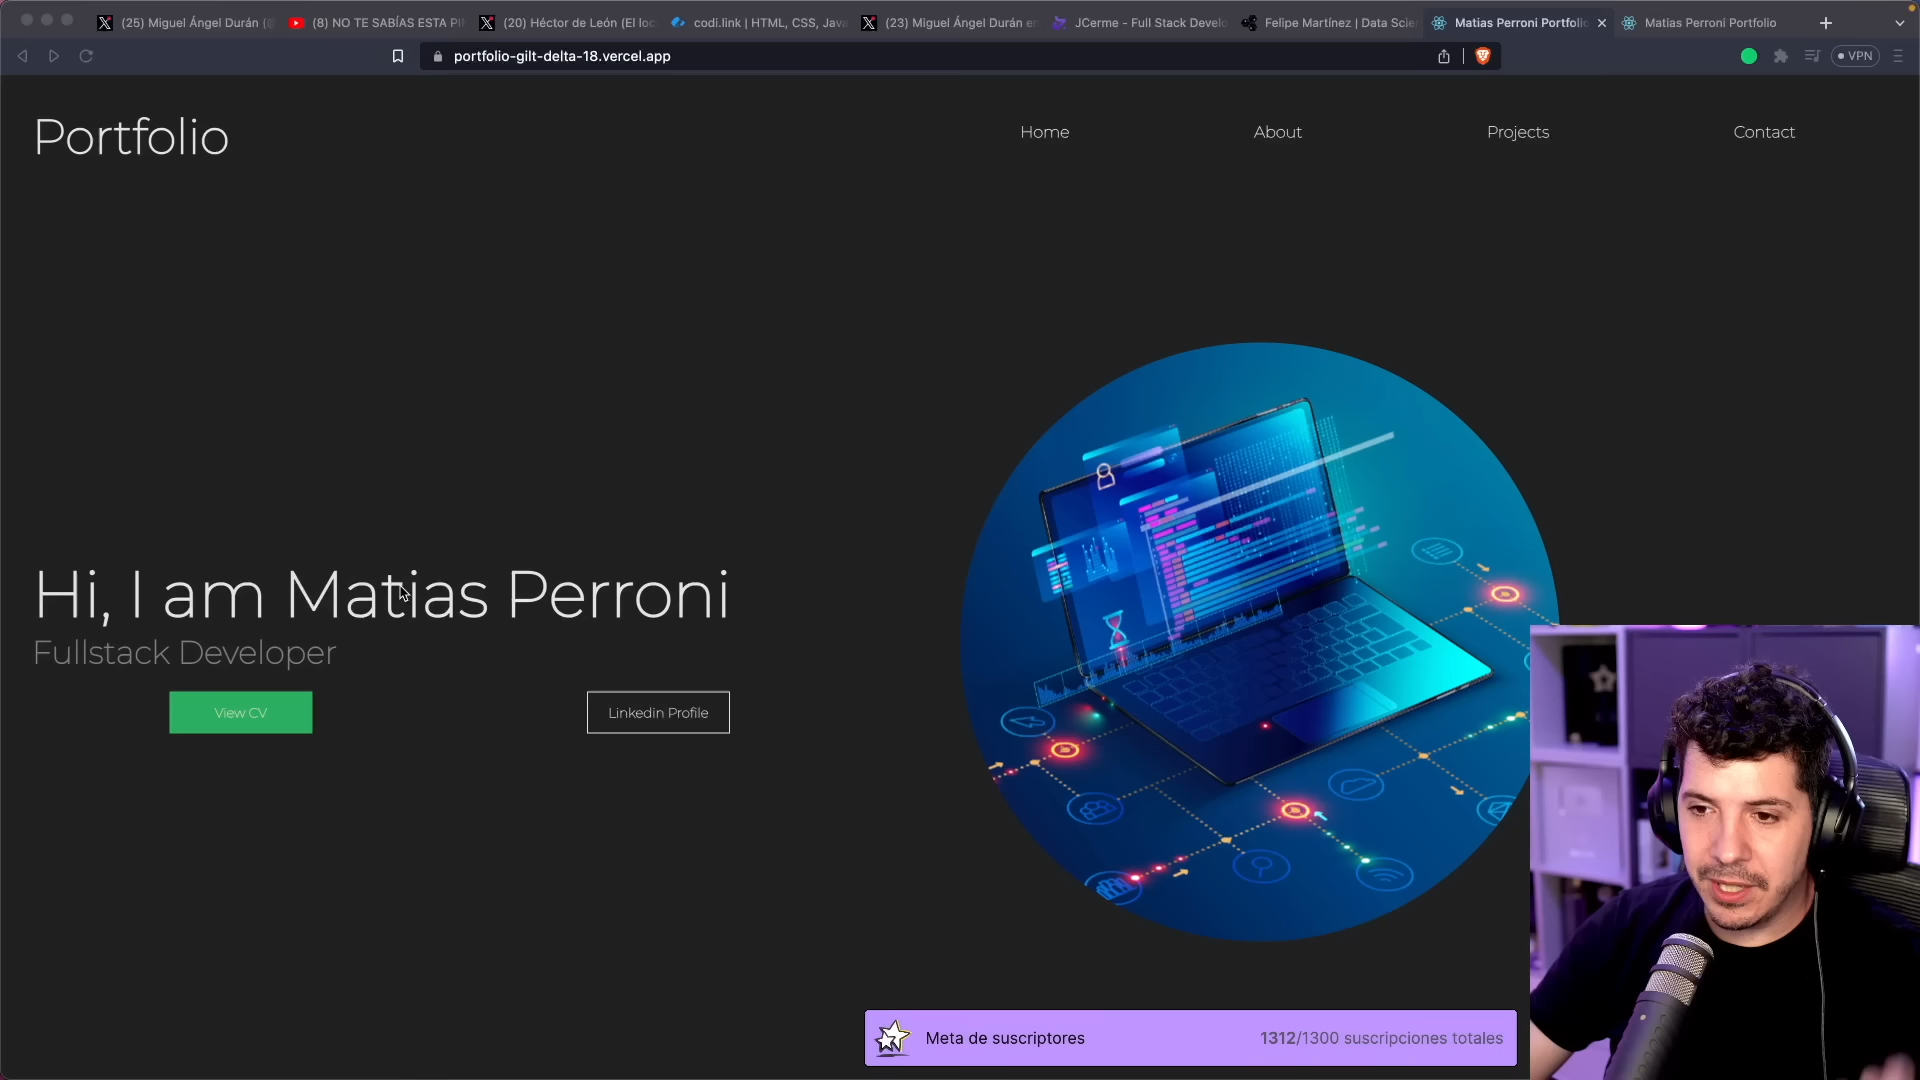 (25) Miguel Ángel Durán (@
(8) NO TE SABÍAS ESTA PI
(20) Héctor de León (El loc
codi.link | HTML, CSS, Java
(23) Miguel Ángel Durán en
JCerme - Full Stack Develo
Felipe Martínez | Data Scie
Matias Perroni Portfolio
Matias Perroni Portfolio
portfolio-gilt-delta-18.vercel.app
VPN
Portfolio
Home
About
Projects
Contact
Hi, I am Matias Perroni
Fullstack Developer
View CV
Linkedin Profile
Meta de suscriptores
1312/1300 suscripciones totales